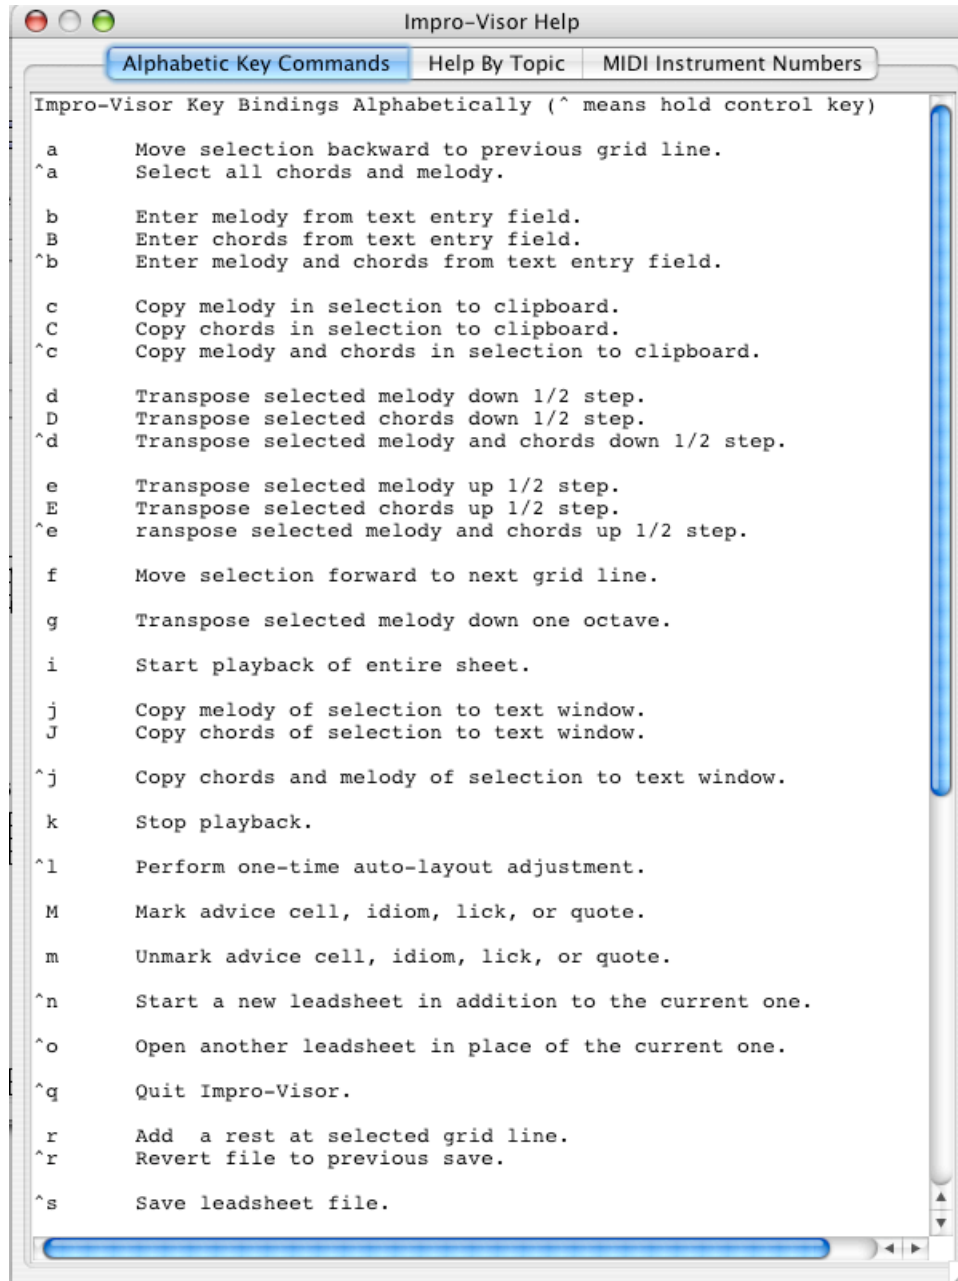 Impro-Visor Help
Alphabetic Key Commands Help By Topic MIDI Instrument Numbers
Impro-Visor Key Bindings Alphabetically (^ means hold control key)
a Move selection backward to previous grid line.
^a Select all chords and melody.
b Enter melody from text entry field.
B Enter chords from text entry field.
^b Enter melody and chords from text entry field.
c Copy melody in selection to clipboard.
C Copy chords in selection to clipboard.
^c Copy melody and chords in selection to clipboard.
d Transpose selected melody down 1/2 step.
D Transpose selected chords down 1/2 step.
^d Transpose selected melody and chords down 1/2 step.
e Transpose selected melody up 1/2 step.
E Transpose selected chords up 1/2 step.
^e ranspose selected melody and chords up 1/2 step.
f Move selection forward to next grid line.
g Transpose selected melody down one octave.
i Start playback of entire sheet.
j Copy melody of selection to text window.
J Copy chords of selection to text window.
^j Copy chords and melody of selection to text window.
k Stop playback.
^l Perform one-time auto-layout adjustment.
M Mark advice cell, idiom, lick, or quote.
m Unmark advice cell, idiom, lick, or quote.
^n Start a new leadsheet in addition to the current one.
^o Open another leadsheet in place of the current one.
^q Quit Impro-Visor.
r Add  a rest at selected grid line.
^r Revert file to previous save.
^s Save leadsheet file.